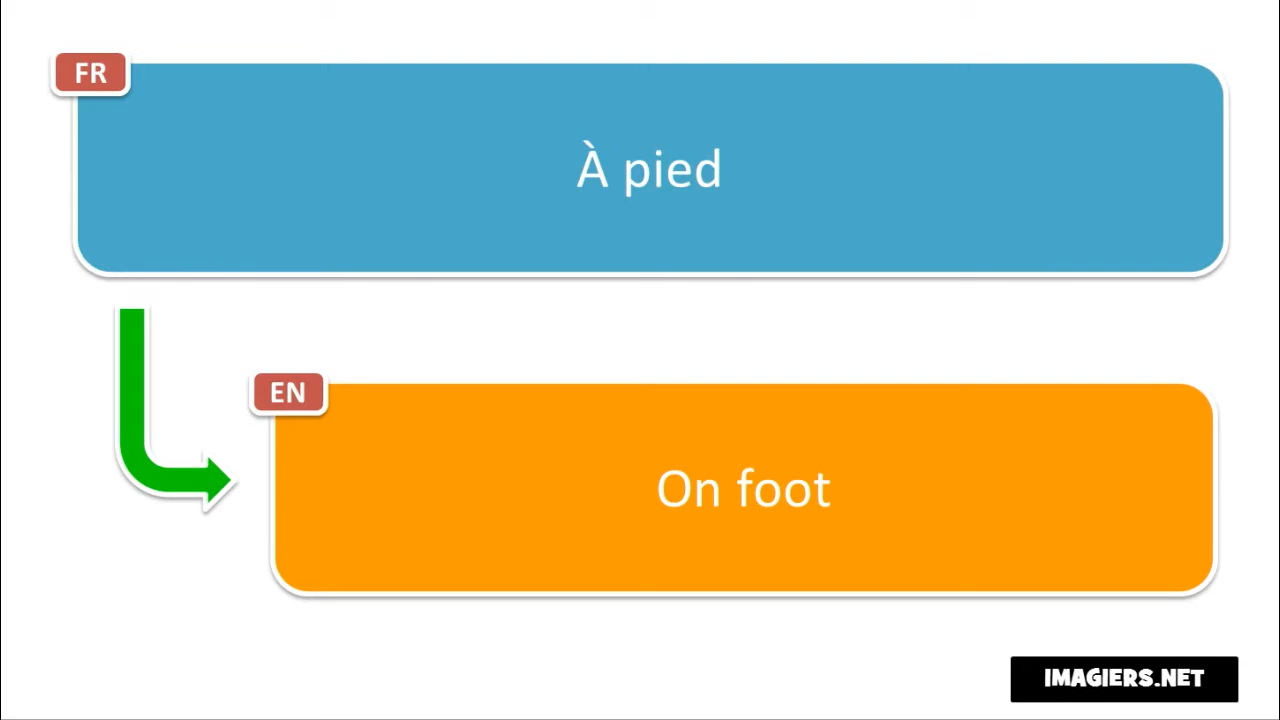 FR
À pied
EN
On foot
IMAGIERS.NET